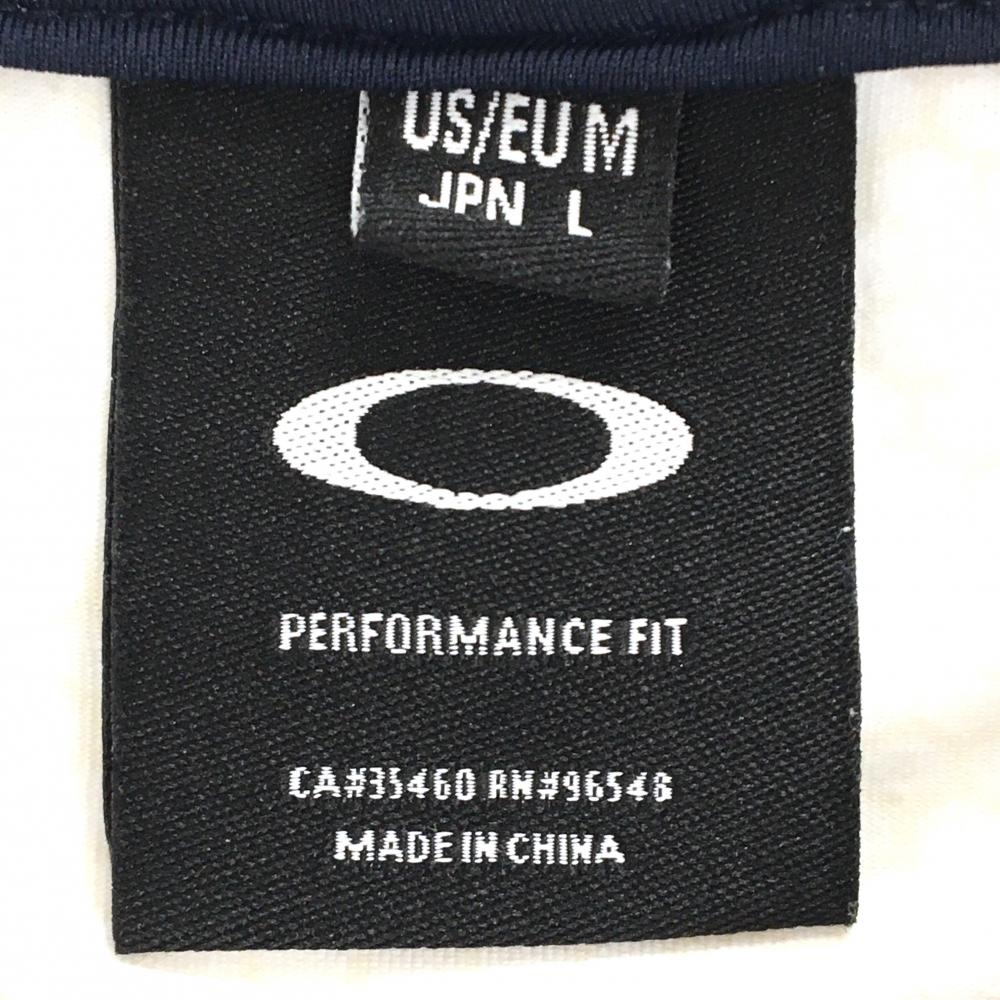 US/EU M
JPN L
PERFORMANCE FIT
CA#35460 RN#96548
MADE IN CHINA